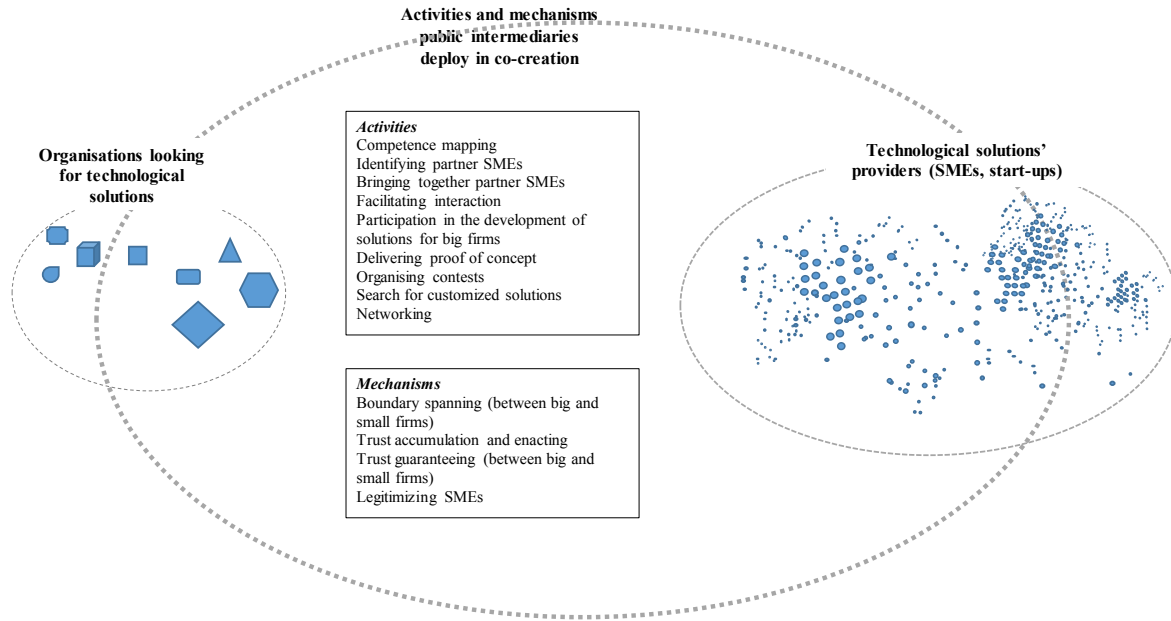 Activities and mechanisms
public intermediaries
deploy in co-creation
Organisations looking
for technological
solutions
Activities
Competence mapping
Identifying partner SMEs
Bringing together partner SMEs
Facilitating interaction
Participation in the development of
solutions for big firms
Delivering proof of concept
Organising contests
Search for customized solutions
Networking
Mechanisms
Boundary spanning (between big and
small firms)
Trust accumulation and enacting
Trust guaranteeing (between big and
small firms)
Legitimizing SMEs
Technological solutions’
providers (SMEs, start-ups)